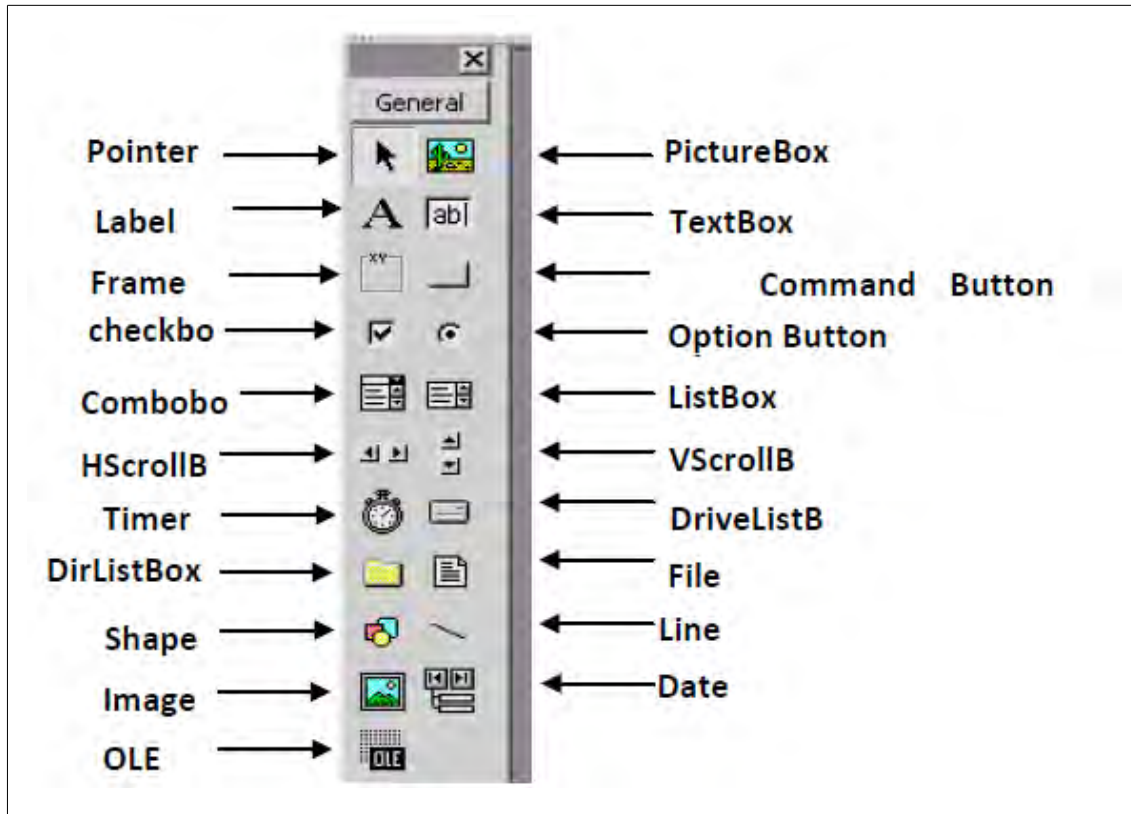 General
Pointer
PictureBox
Label
A
ab
TextBox
Frame
XY
Command Button
checkbo
Option Button
Combobo
ListBox
HScrollB
VScrollB
Timer
DriveListB
DirListBox
File
Shape
Line
Image
Date
OLE
OLE